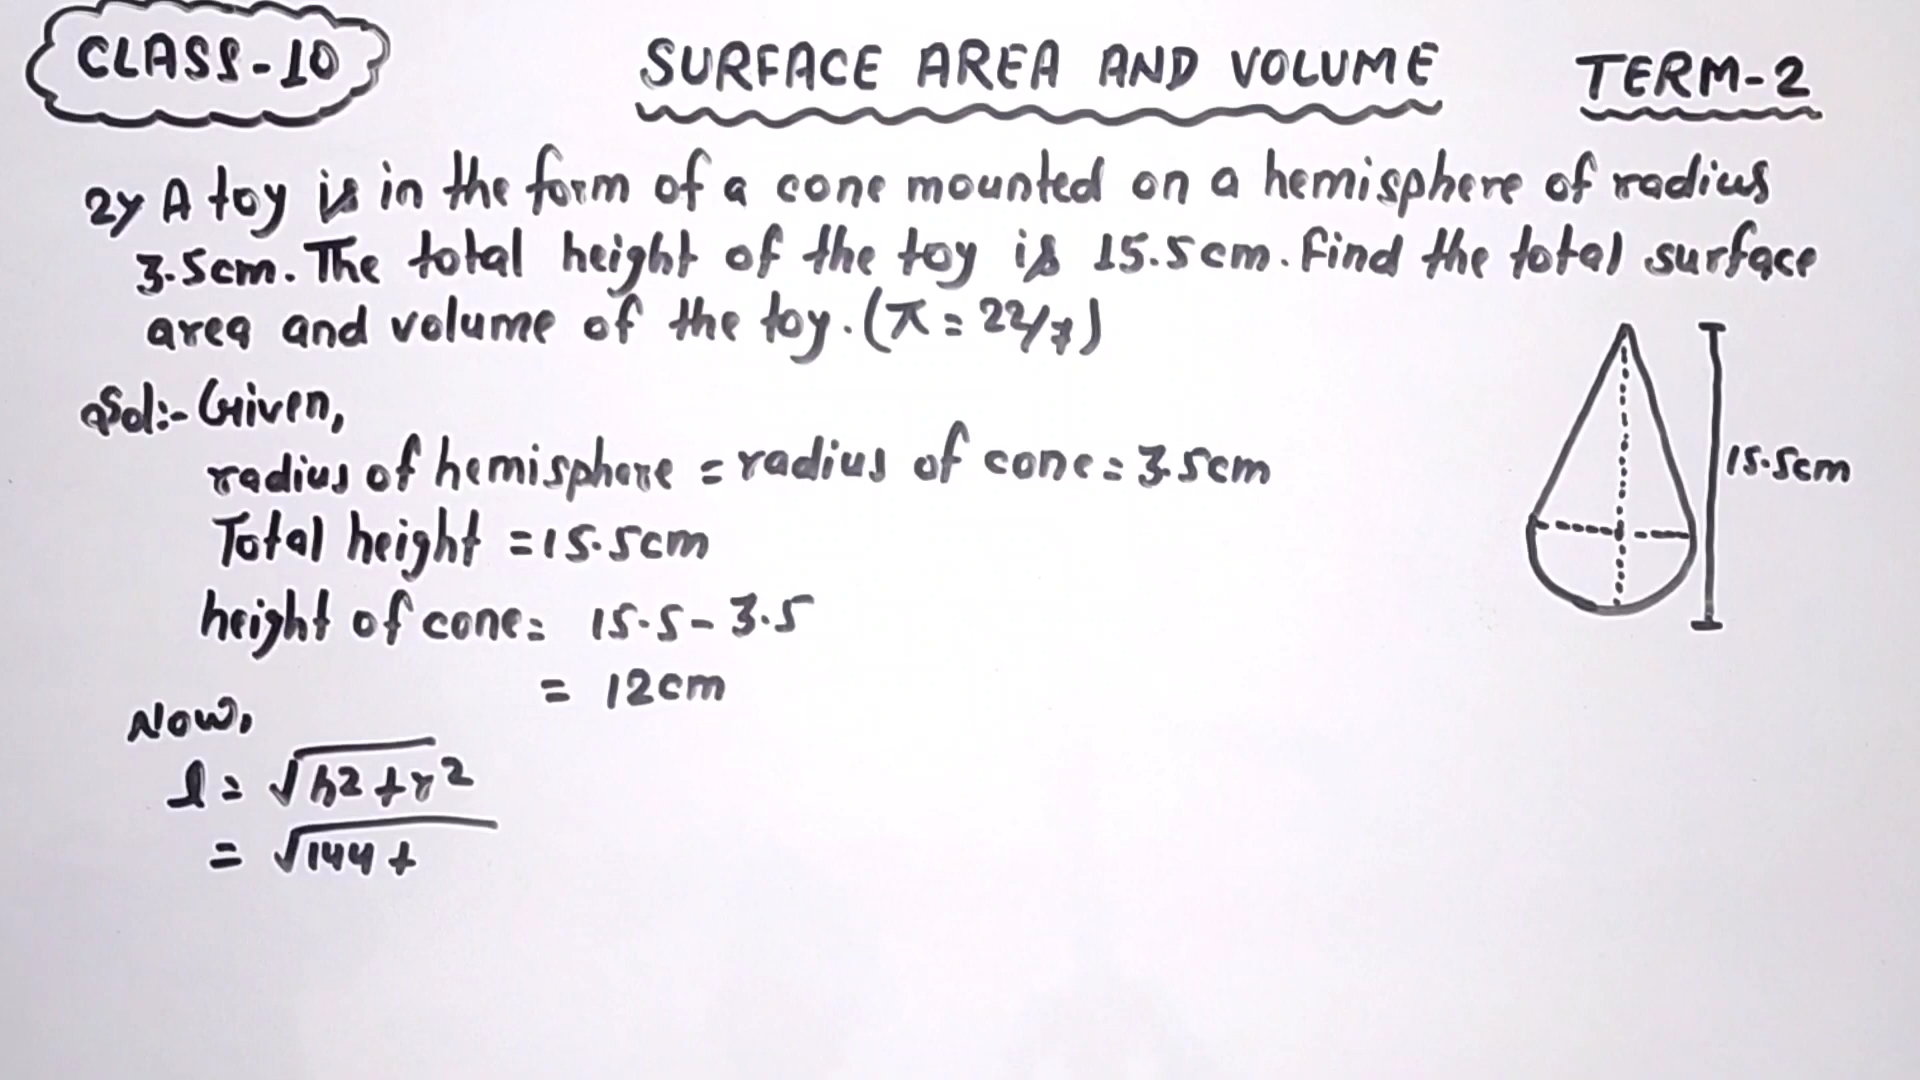 CLASS-10
SURFACE AREA AND VOLUME
TERM-2
2y A toy is in the form of a cone mounted on a hemisphere of radius
3.5cm. The total height of the toy is 15.5cm. Find the total surface
area and volume of the toy. (π = 22/7)
Sol:- Given,
radius of hemisphere = radius of cone = 3.5cm
Total height = 15.5cm
height of cone = 15.5 - 3.5
= 12cm
Now,
l = √h2 + r2
= √144 +
15.5cm